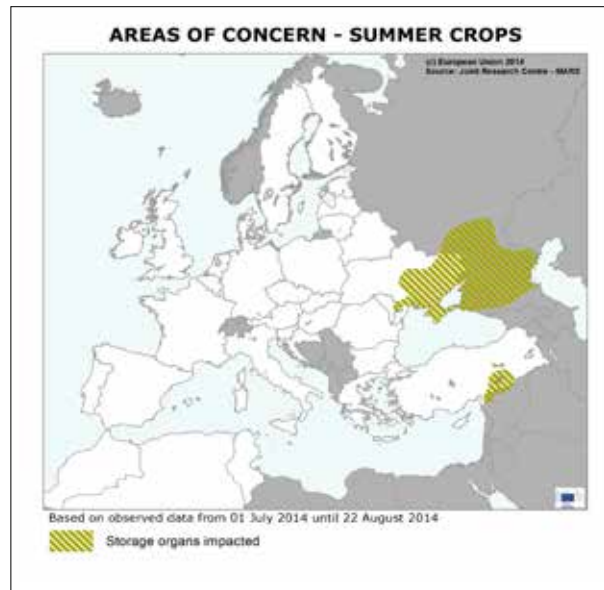 AREAS OF CONCERN - SUMMER CROPS
(c) European Union 2014
Source: Joint Research Centre - MARS
Based on observed data from 01 July 2014 until 22 August 2014
Storage organs impacted